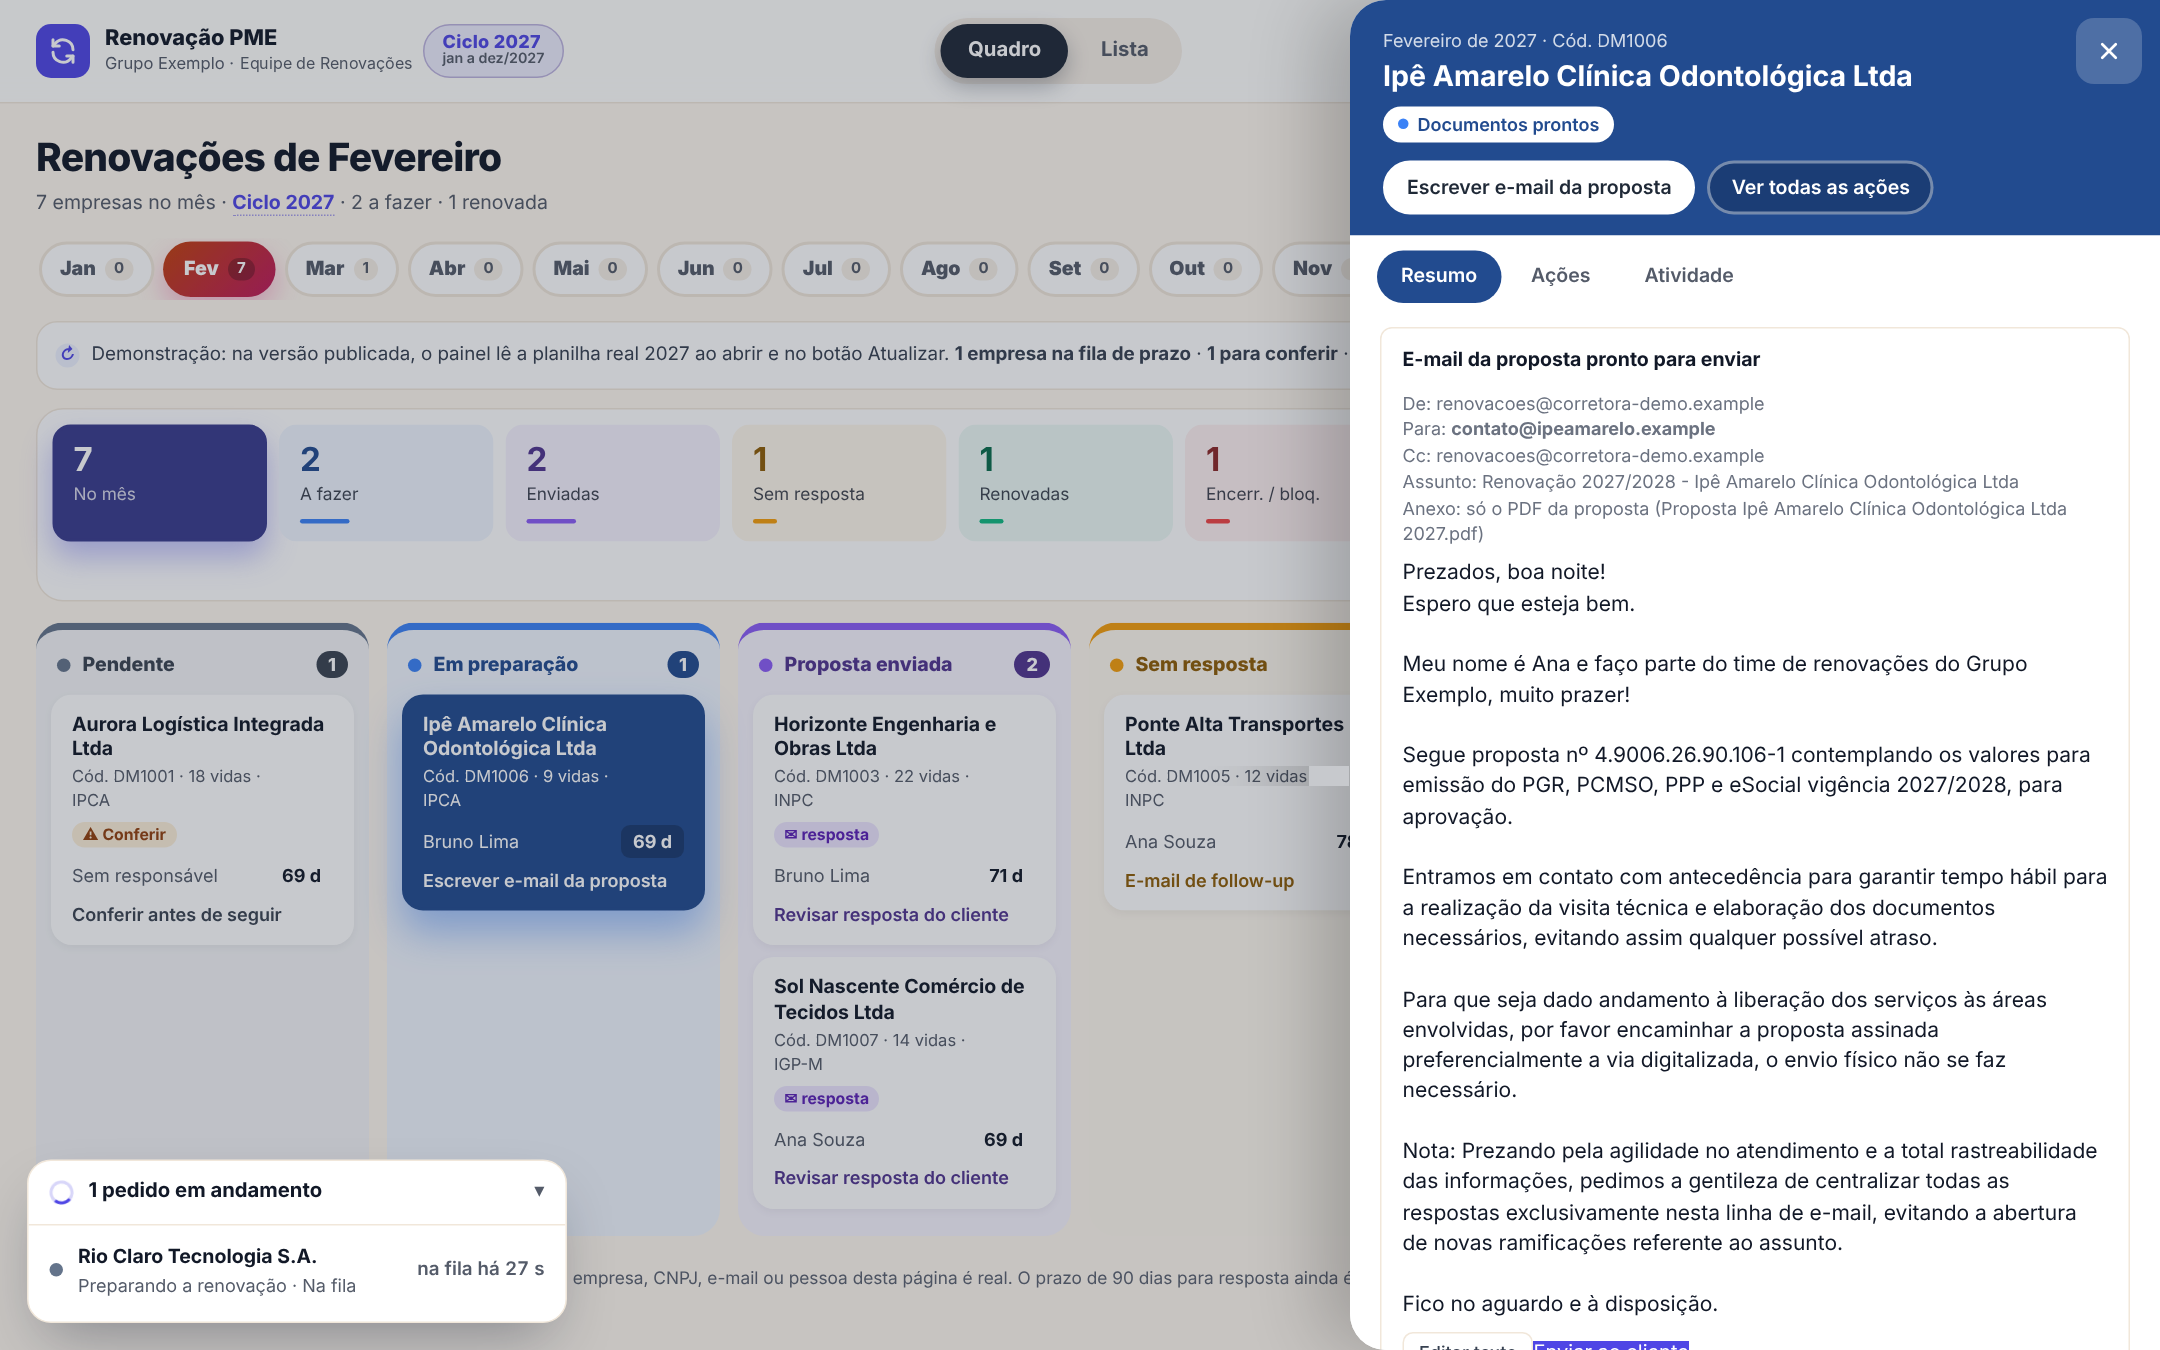 Renovação PME
Grupo Exemplo · Equipe de Renovações
Ciclo 2027
jan a dez/2027
Quadro
Lista
Renovações de Fevereiro
7 empresas no mês · Ciclo 2027 · 2 a fazer · 1 renovada
Jan 0
Fev 7
Mar 1
Abr 0
Mai 0
Jun 0
Jul 0
Ago 0
Set 0
Out 0
Nov
Demonstração: na versão publicada, o painel lê a planilha real 2027 ao abrir e no botão Atualizar. 1 empresa na fila de prazo · 1 para conferir ·
7
No mês
2
A fazer
2
Enviadas
1
Sem resposta
1
Renovadas
1
Encerr. / bloq.
Pendente 1
Aurora Logística Integrada
Ltda
Cód. DM1001 · 18 vidas ·
IPCA
⚠ Conferir
Sem responsável 69 d
Conferir antes de seguir
Em preparação 1
Ipê Amarelo Clínica
Odontológica Ltda
Cód. DM1006 · 9 vidas ·
IPCA
Bruno Lima 69 d
Escrever e-mail da proposta
Proposta enviada 2
Horizonte Engenharia e
Obras Ltda
Cód. DM1003 · 22 vidas ·
INPC
✉ resposta
Bruno Lima 71 d
Revisar resposta do cliente
Sol Nascente Comércio de
Tecidos Ltda
Cód. DM1007 · 14 vidas ·
IGP-M
✉ resposta
Ana Souza 69 d
Revisar resposta do cliente
Sem resposta
Ponte Alta Transportes
Ltda
Cód. DM1005 · 12 vidas
INPC
Ana Souza
E-mail de follow-up
1 pedido em andamento ▼
Rio Claro Tecnologia S.A.
Preparando a renovação · Na fila
na fila há 27 s
empresa, CNPJ, e-mail ou pessoa desta página é real. O prazo de 90 dias para resposta ainda é
Fevereiro de 2027 · Cód. DM1006
Ipê Amarelo Clínica Odontológica Ltda
Documentos prontos
Escrever e-mail da proposta
Ver todas as ações
Resumo
Ações
Atividade
E-mail da proposta pronto para enviar
De: renovacoes@corretora-demo.example
Para: contato@ipeamarelo.example
Cc: renovacoes@corretora-demo.example
Assunto: Renovação 2027/2028 - Ipê Amarelo Clínica Odontológica Ltda
Anexo: só o PDF da proposta (Proposta Ipê Amarelo Clínica Odontológica Ltda
2027.pdf)
Prezados, boa noite!
Espero que esteja bem.
Meu nome é Ana e faço parte do time de renovações do Grupo
Exemplo, muito prazer!
Segue proposta nº 4.9006.26.90.106-1 contemplando os valores para
emissão do PGR, PCMSO, PPP e eSocial vigência 2027/2028, para
aprovação.
Entramos em contato com antecedência para garantir tempo hábil para
a realização da visita técnica e elaboração dos documentos
necessários, evitando assim qualquer possível atraso.
Para que seja dado andamento à liberação dos serviços às áreas
envolvidas, por favor encaminhar a proposta assinada
preferencialmente a via digitalizada, o envio físico não se faz
necessário.
Nota: Prezando pela agilidade no atendimento e a total rastreabilidade
das informações, pedimos a gentileza de centralizar todas as
respostas exclusivamente nesta linha de e-mail, evitando a abertura
de novas ramificações referente ao assunto.
Fico no aguardo e à disposição.
Editar texto
Enviar ao cliente